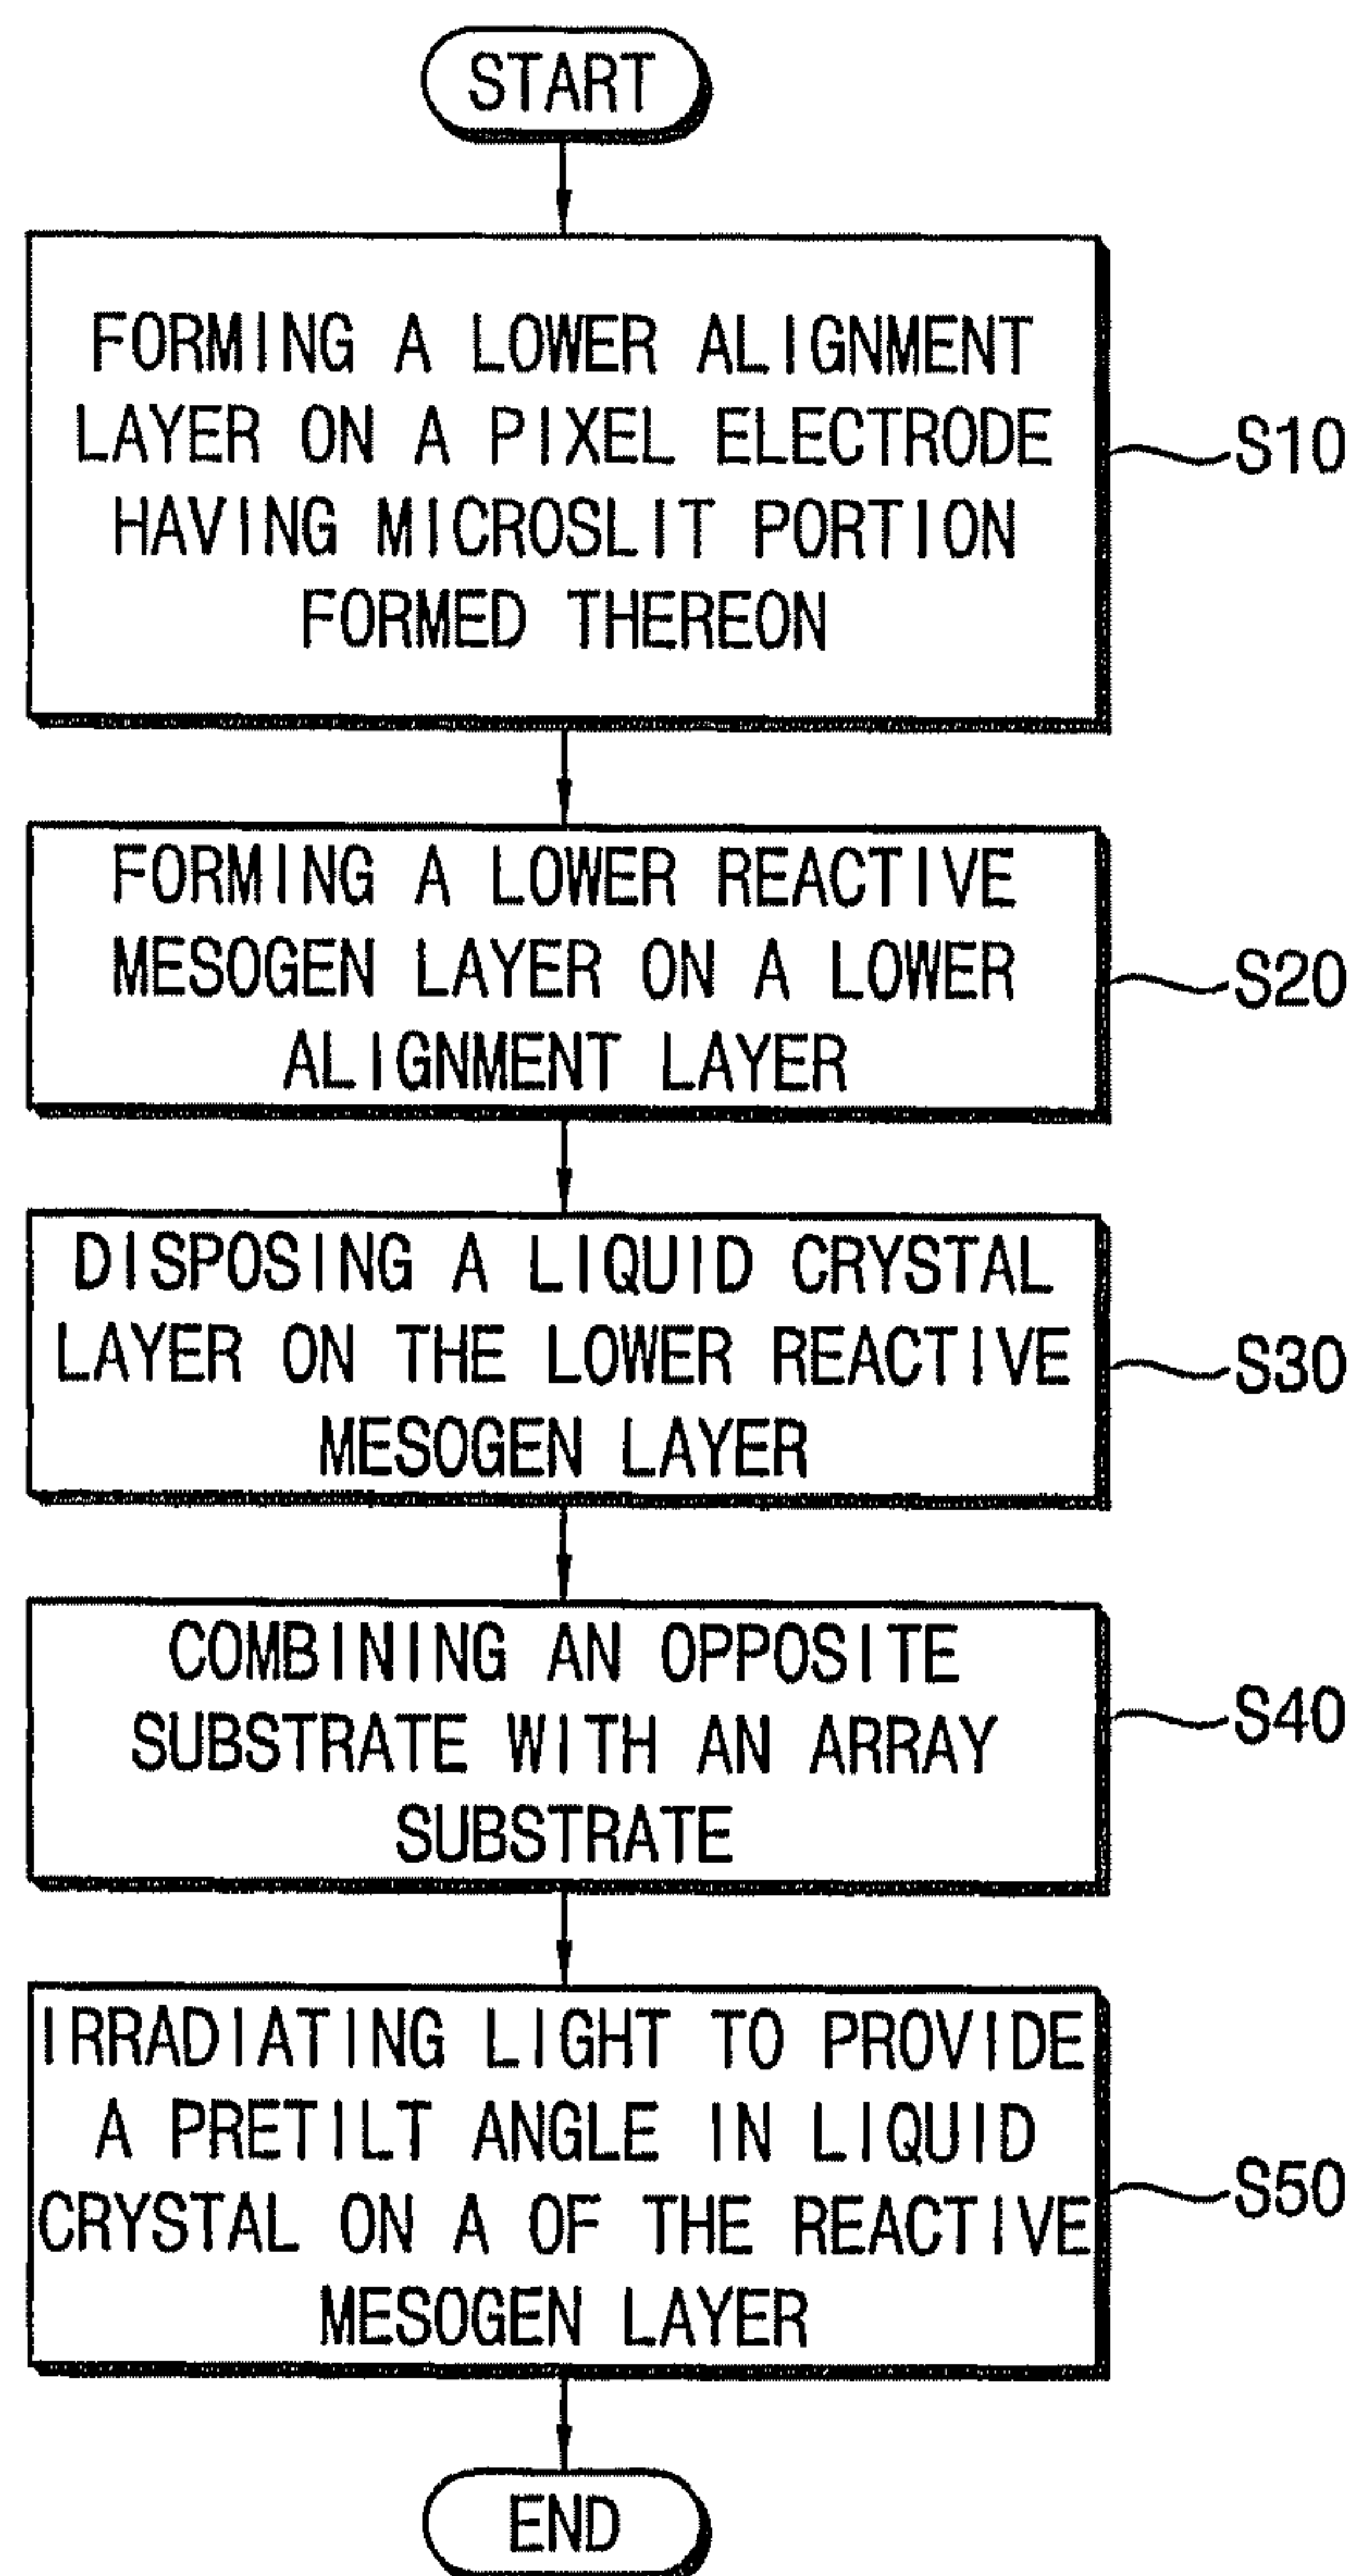 START
FORMING A LOWER ALIGNMENT
LAYER ON A PIXEL ELECTRODE
HAVING MICROSLIT PORTION
FORMED THEREON
S10
FORMING A LOWER REACTIVE
MESOGEN LAYER ON A LOWER
ALIGNMENT LAYER
S20
DISPOSING A LIQUID CRYSTAL
LAYER ON THE LOWER REACTIVE
MESOGEN LAYER
S30
COMBINING AN OPPOSITE
SUBSTRATE WITH AN ARRAY
SUBSTRATE
S40
IRRADIATING LIGHT TO PROVIDE
A PRETILT ANGLE IN LIQUID
CRYSTAL ON A OF THE REACTIVE
MESOGEN LAYER
S50
END